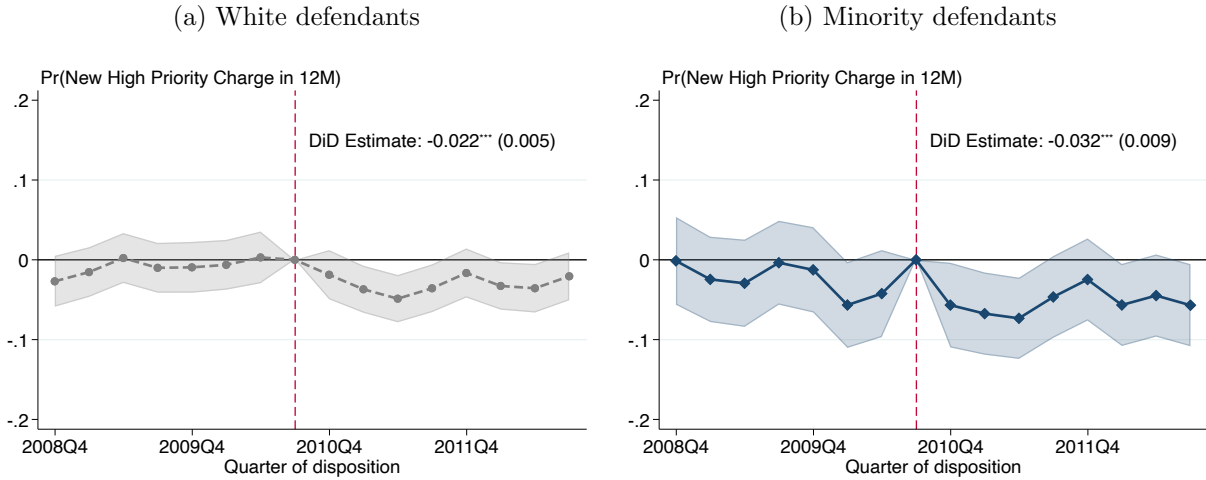 (a) White defendants
Pr(New High Priority Charge in 12M)
.2
DiD Estimate: -0.022*** (0.005)
.1
0
-.1
-.2
2008Q4 2009Q4 2010Q4 2011Q4
Quarter of disposition
(b) Minority defendants
Pr(New High Priority Charge in 12M)
.2
DiD Estimate: -0.032*** (0.009)
.1
0
-.1
-.2
2008Q4 2009Q4 2010Q4 2011Q4
Quarter of disposition